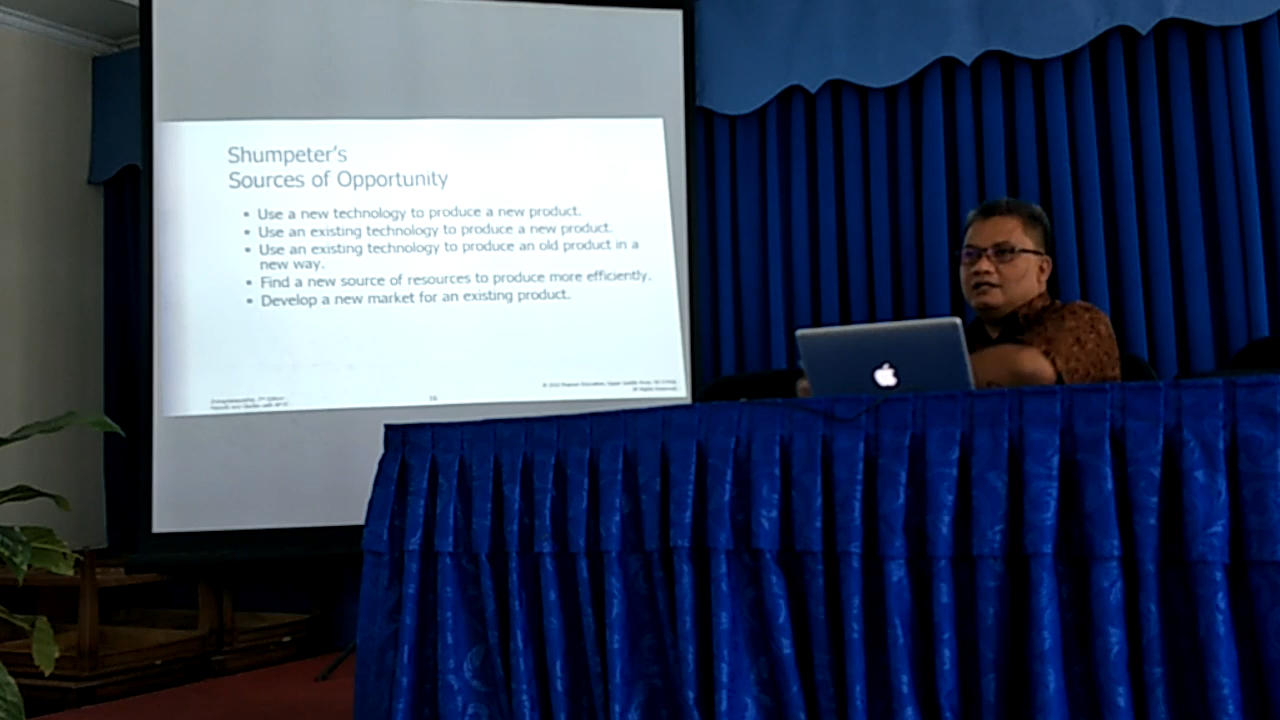 Shumpeter's
Sources of Opportunity
• Use a new technology to produce a new product.
• Use an existing technology to produce a new product.
• Use an existing technology to produce an old product in a
new way.
• Find a new source of resources to produce more efficiently.
• Develop a new market for an existing product.